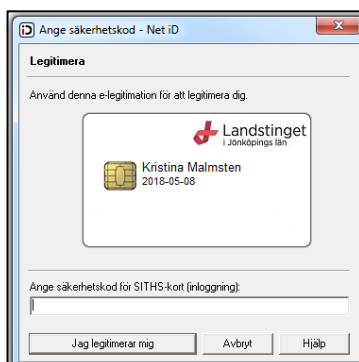 Ange säkerhetskod - Net iD
Legitimera
Använd denna e-legitimation för att legitimera dig.
Landstinget
i Jönköpings län
Kristina Malmsten
2018-05-08
Ange säkerhetskod för SITHS-kort (inloggning):
Jag legitimerar mig Avbryt Hjälp